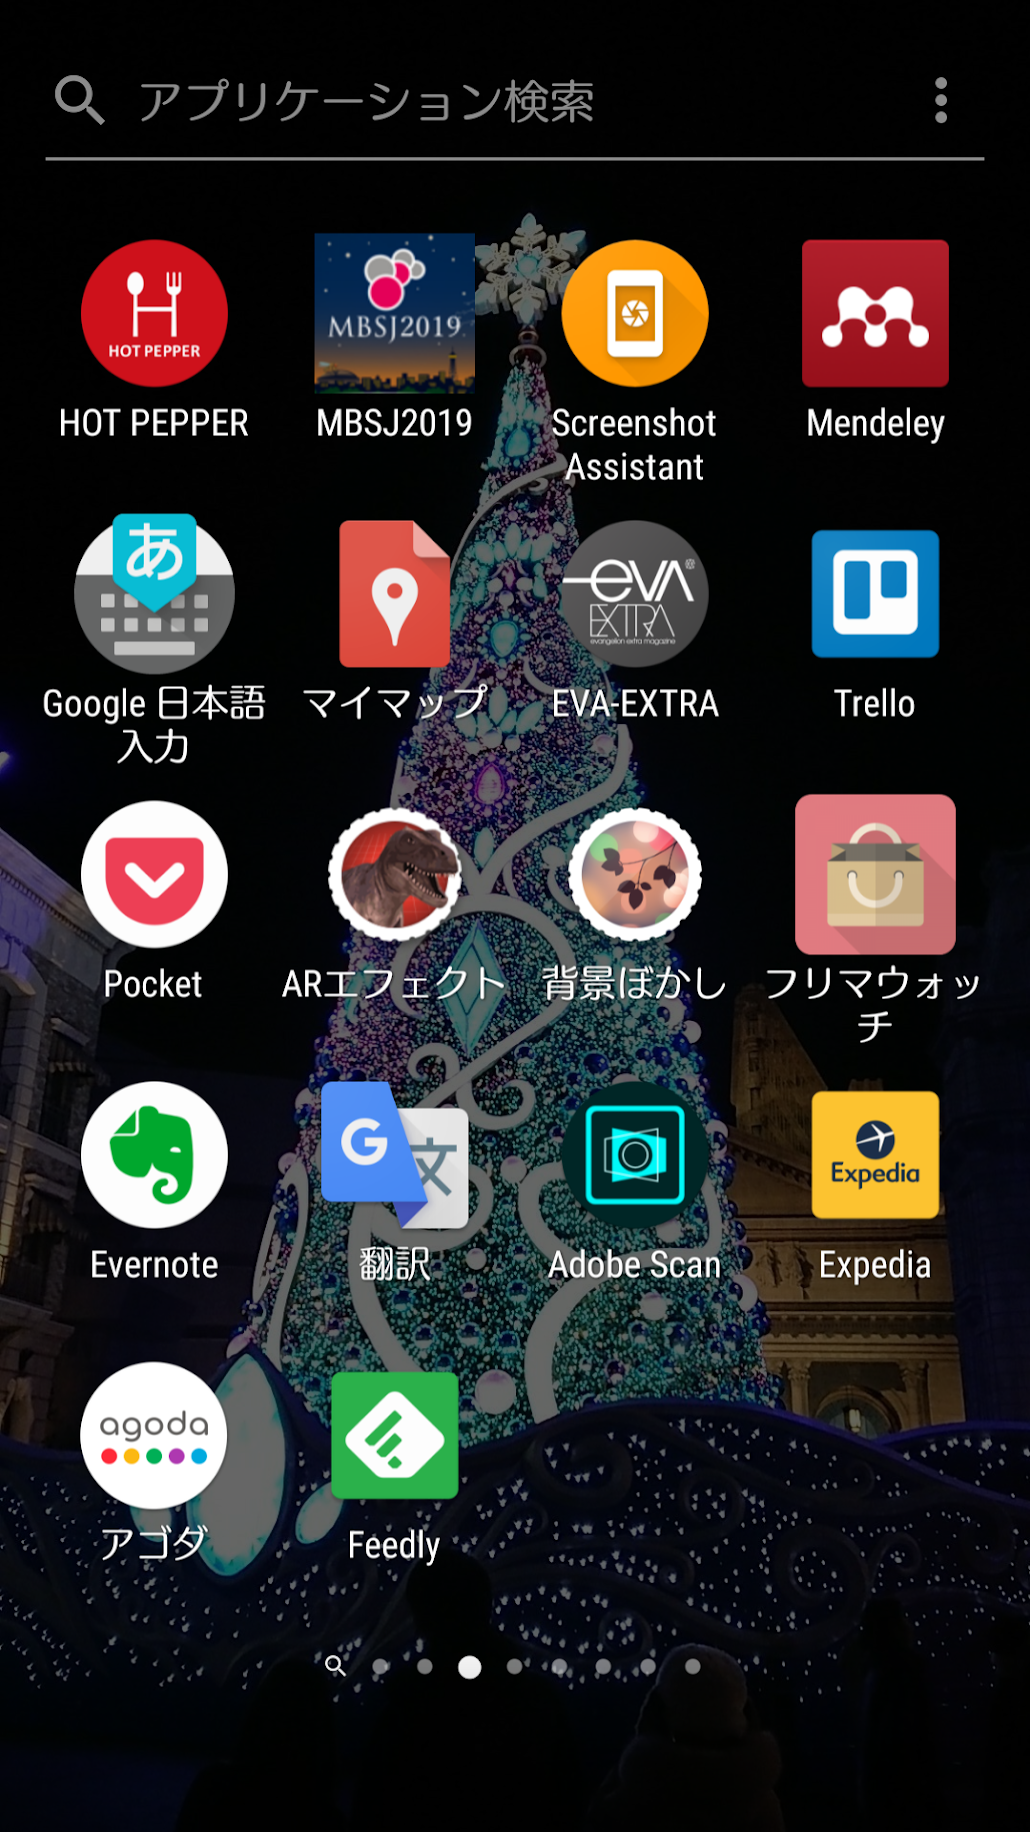 アプリケーション検索
HOT PEPPER
HOT PEPPER
MBSJ2019
MBSJ2019
Screenshot
Assistant
Mendeley
あ
Google 日本語
入力
マイマップ
eVA
EXTRA
evangelion extra magazine
EVA-EXTRA
Trello
Pocket
ARエフェクト
背景ぼかし
フリマウォッ
チ
Evernote
G
文
翻訳
Adobe Scan
Expedia
Expedia
agoda
アゴダ
Feedly